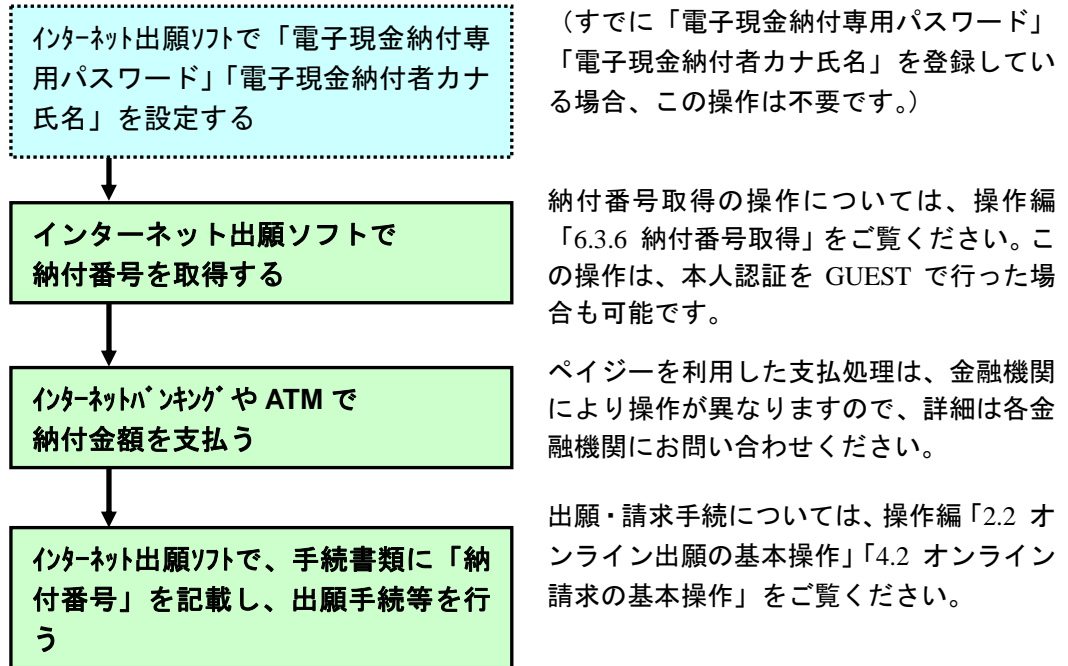 ｲﾝﾀｰﾈｯﾄ出願ｿﾌﾄで「電子現金納付専
用パスワード」「電子現金納付者カナ
氏名」を設定する
（すでに「電子現金納付専用パスワード」
「電子現金納付者カナ氏名」を登録してい
る場合、この操作は不要です。）
インターネット出願ソフトで
納付番号を取得する
納付番号取得の操作については、操作編
「6.3.6 納付番号取得」をご覧ください。こ
の操作は、本人認証を GUEST で行った場
合も可能です。
ｲﾝﾀｰﾈｯﾄﾊﾞﾝｷﾝｸﾞや ATM で
納付金額を支払う
ペイジーを利用した支払処理は、金融機関
により操作が異なりますので、詳細は各金
融機関にお問い合わせください。
ｲﾝﾀｰﾈｯﾄ出願ｿﾌﾄで、手続書類に「納
付番号」を記載し、出願手続等を行
う
出願・請求手続については、操作編「2.2 オ
ンライン出願の基本操作」「4.2 オンライン
請求の基本操作」をご覧ください。